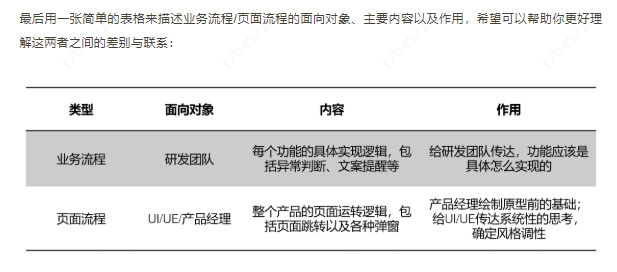 最后用一张简单的表格来描述业务流程/页面流程的面向对象、主要内容以及作用，希望可以帮助你更好理
解这两者之间的差别与联系：
类型 面向对象 内容 作用
业务流程 研发团队 每个功能的具体实现逻辑，包
括异常判断、文案提醒等 给研发团队传达，功能应该是
具体怎么实现的
页面流程 UI/UE/产品经理 整个产品的页面运转逻辑，包
括页面跳转以及各种弹窗 产品经理绘制原型前的基础；
给UI/UE传达系统性的思考，
确定风格调性